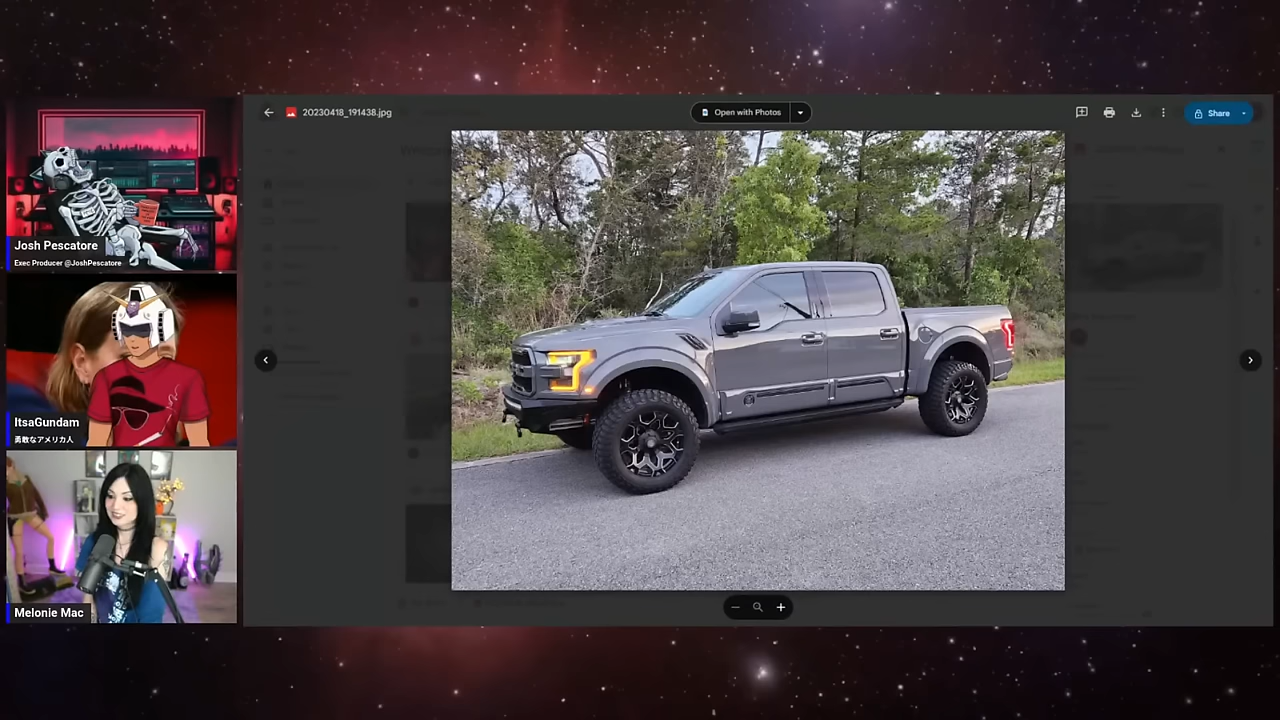 20230418_191438.jpg
Open with Photos
Share
Josh Pescatore
Exec Producer @JoshPescatore
ItsaGundam
勇敢なアメリカ人
Melonie Mac